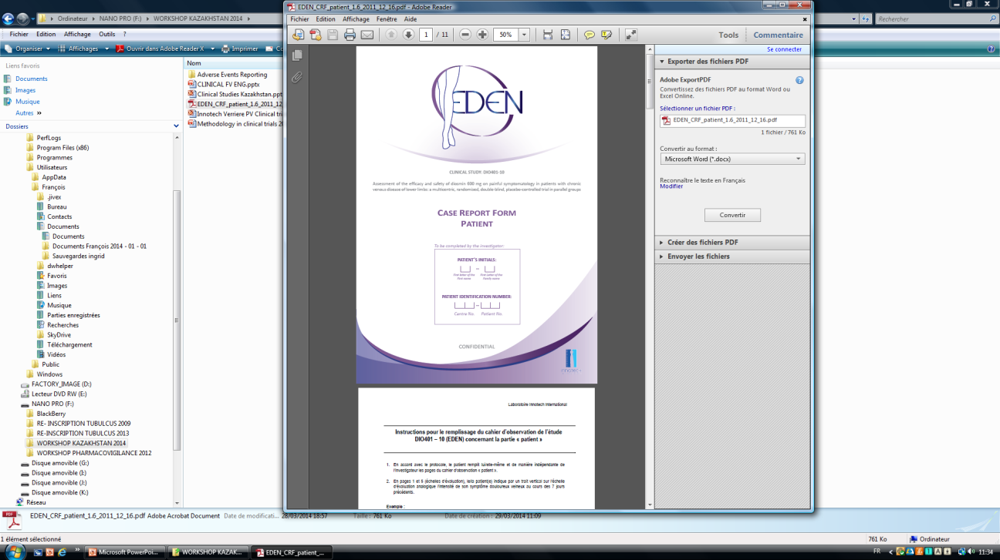 EDEN_CRF_patient_1.6_2011_12_16.pdf - Adobe Reader
Ordinateur ▸ NANO PRO (F:) ▸ WORKSHOP KAZAKHSTAN 2014 ▸
Rechercher
Fichier Edition Affichage Outils ?
Organiser Affichages Ouvrir dans Adobe Reader X Imprimer
Liens favoris
Documents
Images
Musique
Autres »
Dossiers
PerfLogs
Program Files (x86)
Programmes
Utilisateurs
AppData
François
.jivex
Bureau
Contacts
Documents
Documents
Documents François 2014 - 01 - 01
Sauvegardes ingrid
dwhelper
Favoris
Images
Liens
Musique
Parties enregistrées
Recherches
SkyDrive
Téléchargement
Vidéos
Public
Windows
FACTORY_IMAGE (D:)
Lecteur DVD RW (E:)
NANO PRO (F:)
BlackBerry
RE- INSCRIPTION TUBULCUS 2009
RE-INSCRIPTION TUBULCUS 2013
WORKSHOP KAZAKHSTAN 2014
WORKSHOP PHARMACOVIGILANCE 2012
Disque amovible (G:)
Disque amovible (I:)
Disque amovible (J:)
Disque amovible (K:)
Réseau
Nom
Adverse Events Reporting
CLINICAL FV ENG.pptx
Clinical Studies Kazakhstan.ppt
EDEN_CRF_patient_1.6_2011_12
Innotech Verriere PV Clinical tri
Methodology in clinical trials 20
Fichier Edition Affichage Fenêtre Aide
1 / 11 50% Tools Commentaire
EDEN
CLINICAL STUDY: DIO401-10
Assessment of the efficacy and safety of diosmin 600 mg on painful symptomatology in patients with chronic
venous disease of lower limbs; a multicentric, randomised, double-blind, placebo-controlled trial in parallel groups
CASE REPORT FORM
PATIENT
To be completed by the investigator:
PATIENT'S INITIALS:
–
First letter of the First letter of the
First name Family name
PATIENT IDENTIFICATION NUMBER:
–
Centre No. Patient No.
CONFIDENTIAL
INNOTECH
Laboratoire Innotech International
Instructions pour le remplissage du cahier d'observation de l'étude
DIO401 – 10 (EDEN) concernant la partie « patient »
1. En accord avec le protocole, le patient remplit lui/elle-même et de manière indépendante de
l'investigateur les pages du cahier d'observation « patient ».
2. En pages 1 et 5 (échelles d'évaluation), le/la patient(e) indique par un trait vertical sur l'échelle
d'évaluation analogique l'intensité de son symptôme douloureux veineux au cours des 7 jours
précédents.
Exemple :
Se connecter
Exporter des fichiers PDF
Adobe ExportPDF
Convertissez des fichiers PDF au format Word ou
Excel Online.
Sélectionner un fichier PDF :
EDEN_CRF_patient_1.6_2011_12_16.pdf
1 fichier / 761 Ko
Convertir au format :
Microsoft Word (*.docx)
Reconnaître le texte en Français
Modifier
Convertir
Créer des fichiers PDF
Envoyer les fichiers
EDEN_CRF_patient_1.6_2011_12_16.pdf Adobe Acrobat Document Date de modificati... 28/03/2014 18:57 Taille : 761 Ko Date de création : 29/03/2014 11:09
1 élément sélectionné 761 Ko Ordinateur
Microsoft PowerPoi... WORKSHOP KAZAK... EDEN_CRF_patient_... FR 11:34